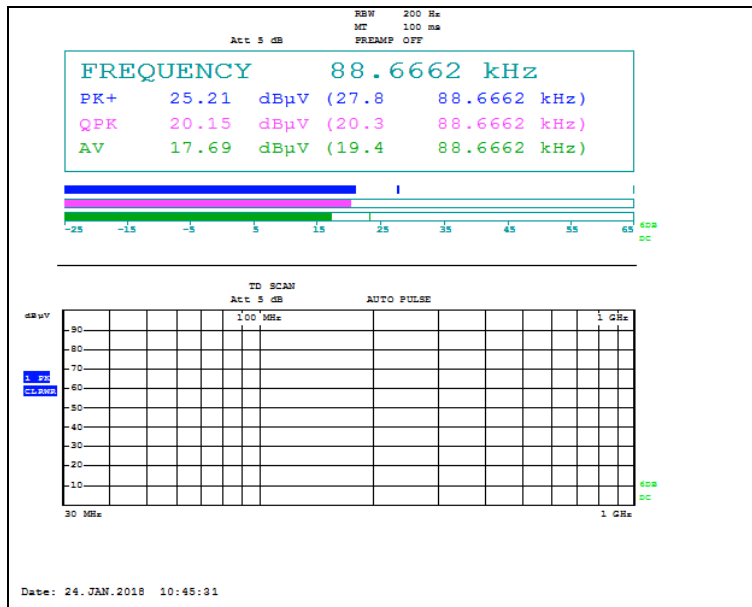 RBW 200 Hz
MT 100 ms
Att 5 dB PREAMP OFF
FREQUENCY 88.6662 kHz
PK+ 25.21 dBµV (27.8 88.6662 kHz)
QPK 20.15 dBµV (20.3 88.6662 kHz)
AV 17.69 dBµV (19.4 88.6662 kHz)
-25 -15 -5 5 15 25 35 45 55 65
6DB
DC
TD SCAN
Att 5 dB AUTO PULSE
dBµV
100 MHz 1 GHz
90
80
70
1 PK
60
CLRWR
50
40
30
20
10
6DB
DC
30 MHz 1 GHz
Date: 24.JAN.2018 10:45:31